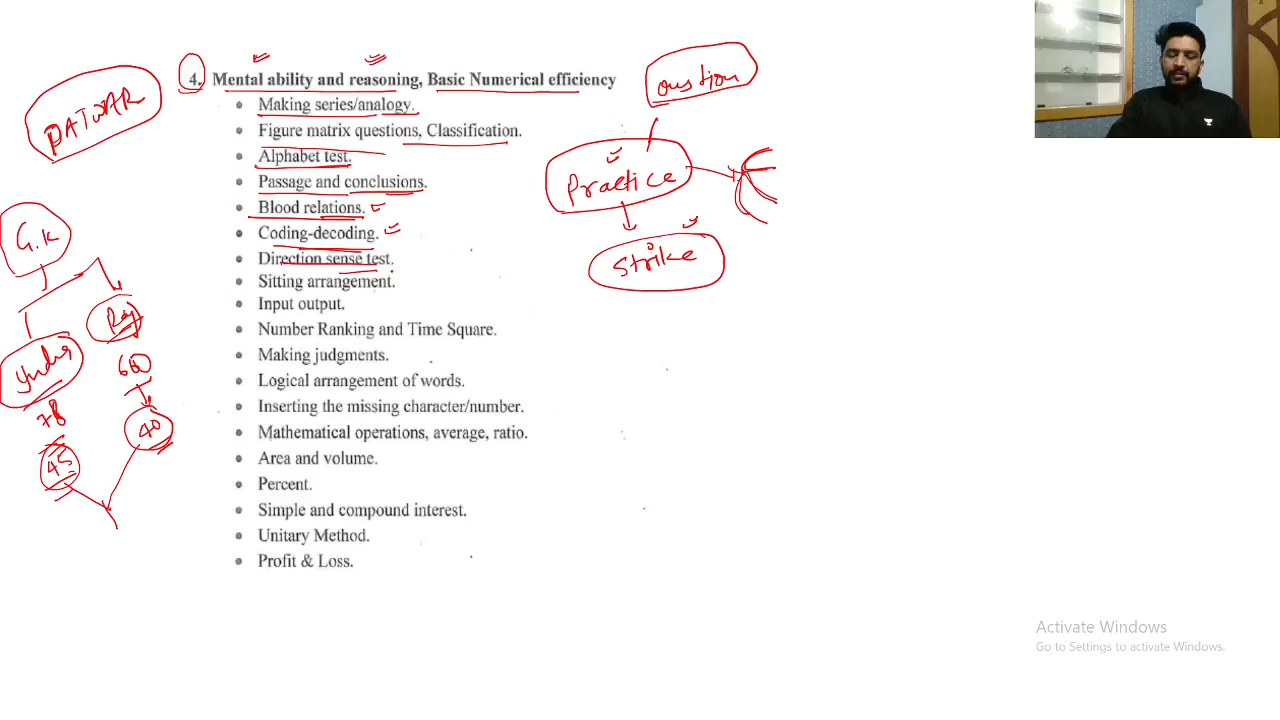 4. Mental ability and reasoning, Basic Numerical efficiency
Making series/analogy.
Figure matrix questions, Classification.
Alphabet test.
Passage and conclusions.
Blood relations.
Coding-decoding.
Direction sense test.
Sitting arrangement.
Input output.
Number Ranking and Time Square.
Making judgments.
Logical arrangement of words.
Inserting the missing character/number.
Mathematical operations, average, ratio.
Area and volume.
Percent.
Simple and compound interest.
Unitary Method.
Profit & Loss.
PATWAR
G.K
Raj
78
45
40
Practice
Strike
Activate Windows
Go to Settings to activate Windows.